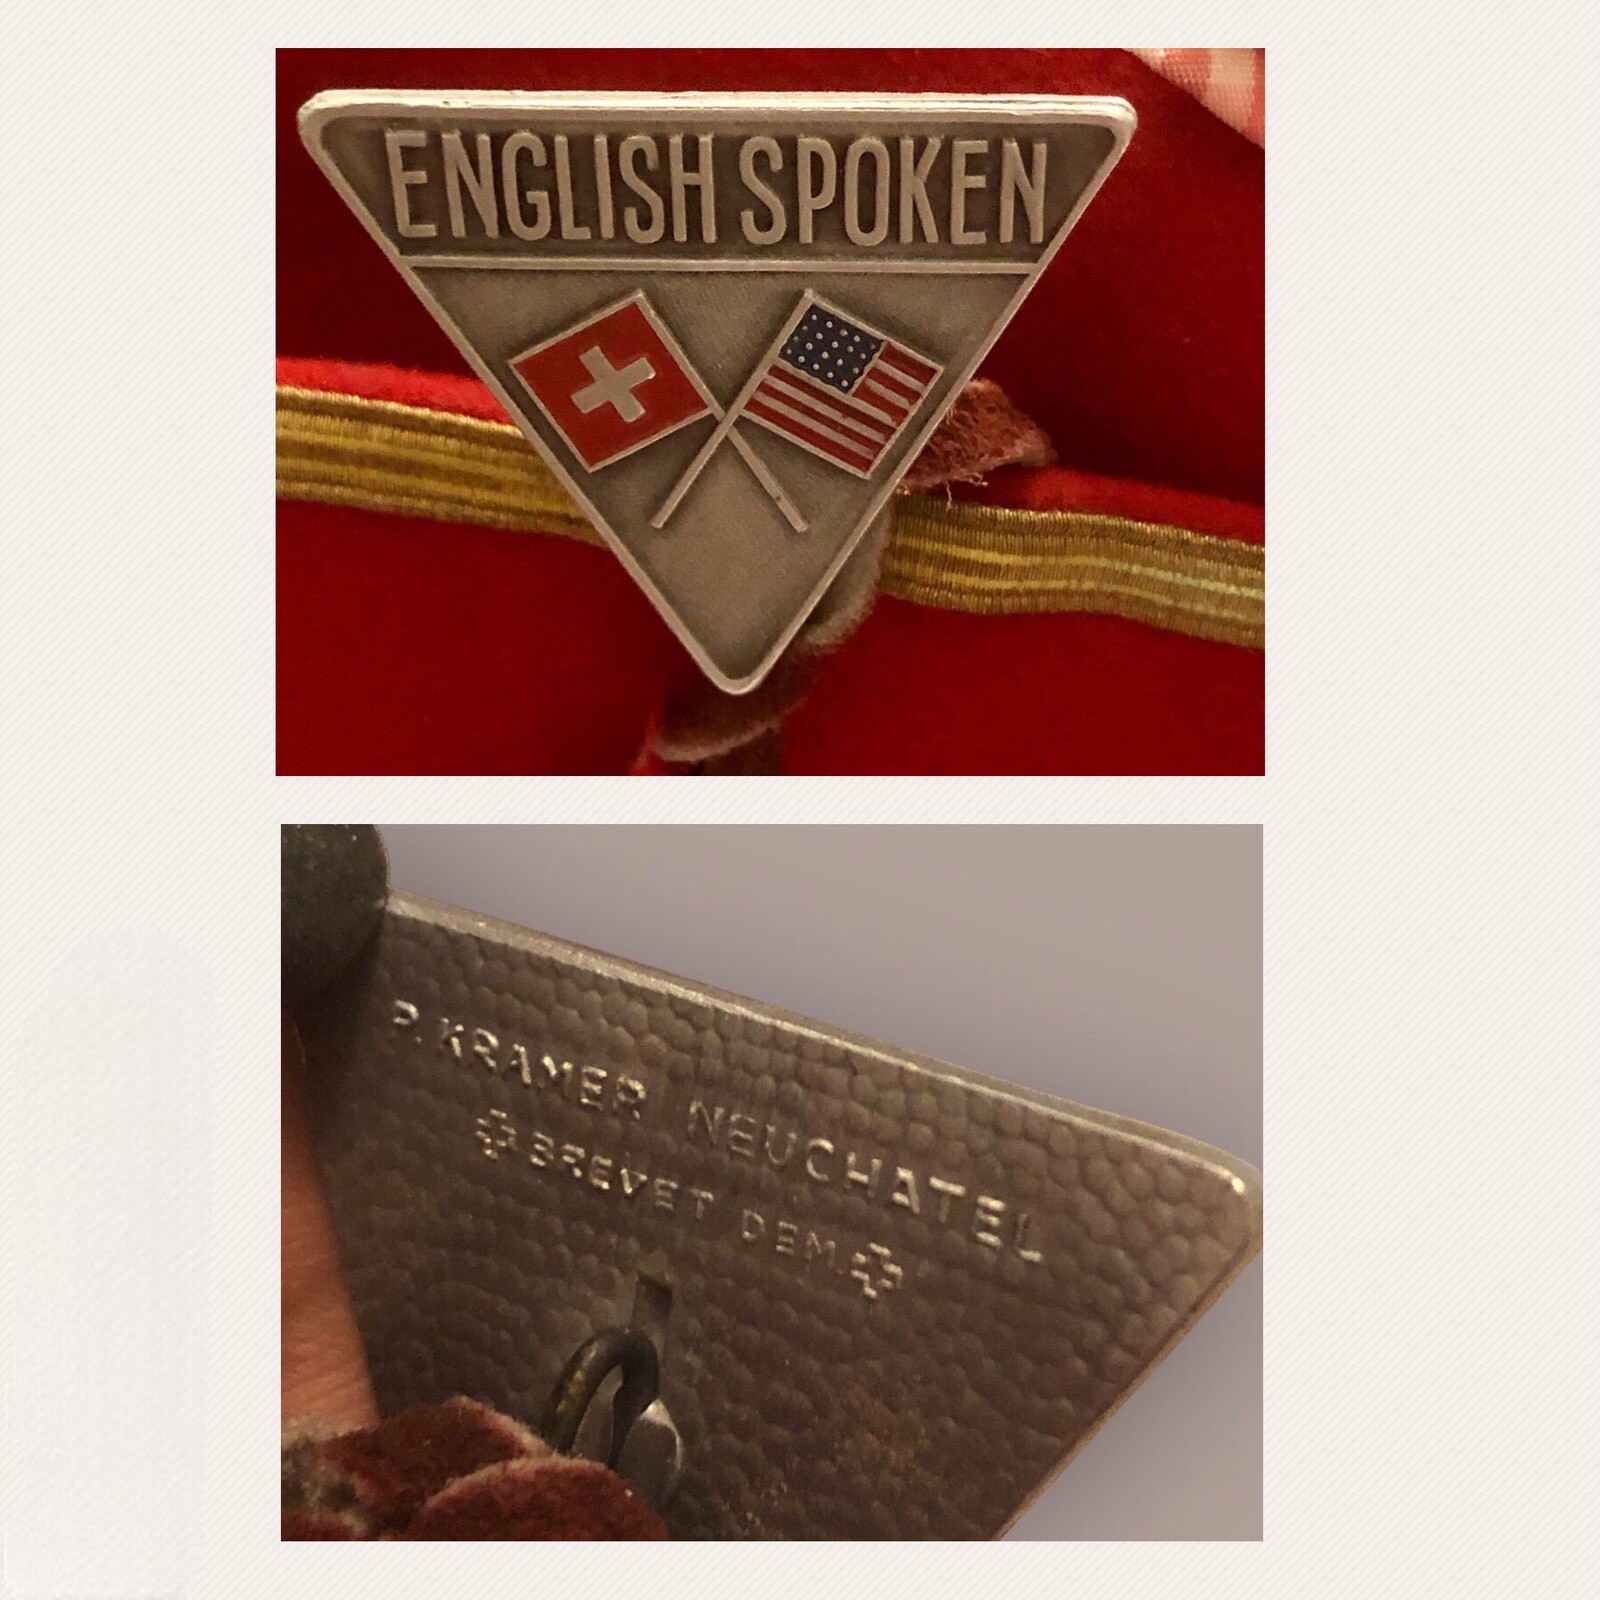 ENGLISH SPOKEN
P. KRAMER NEUCHATEL
BREVET DEM.